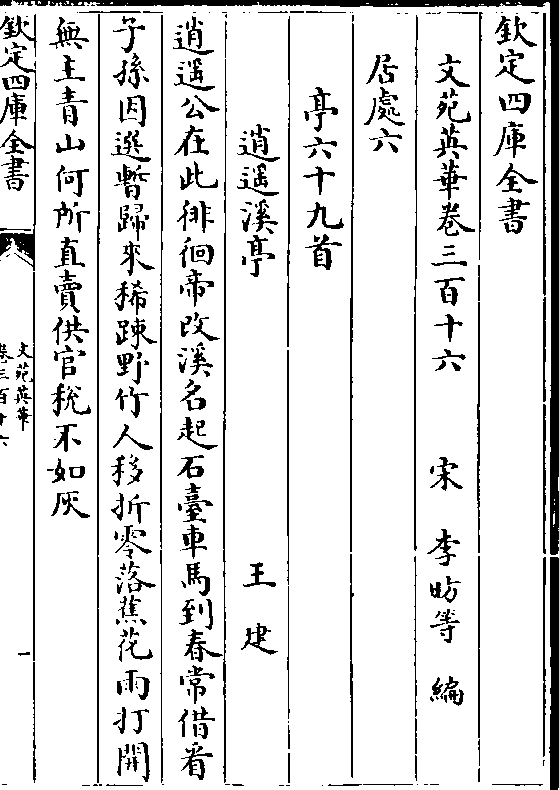 欽定四庫全書
文苑英華卷三百十六　宋　李昉等　編
居處六
亭六十九首
逍遥溪亭　王建
逍遥公在此徘徊帝改溪名起石臺車馬到春常借看
子孫因選暫歸來稀踈野竹人移折零落蕉花雨打開
無主青山何所直賣供官稅不如灰
欽定四庫全書
文苑英華
卷三百十六
一